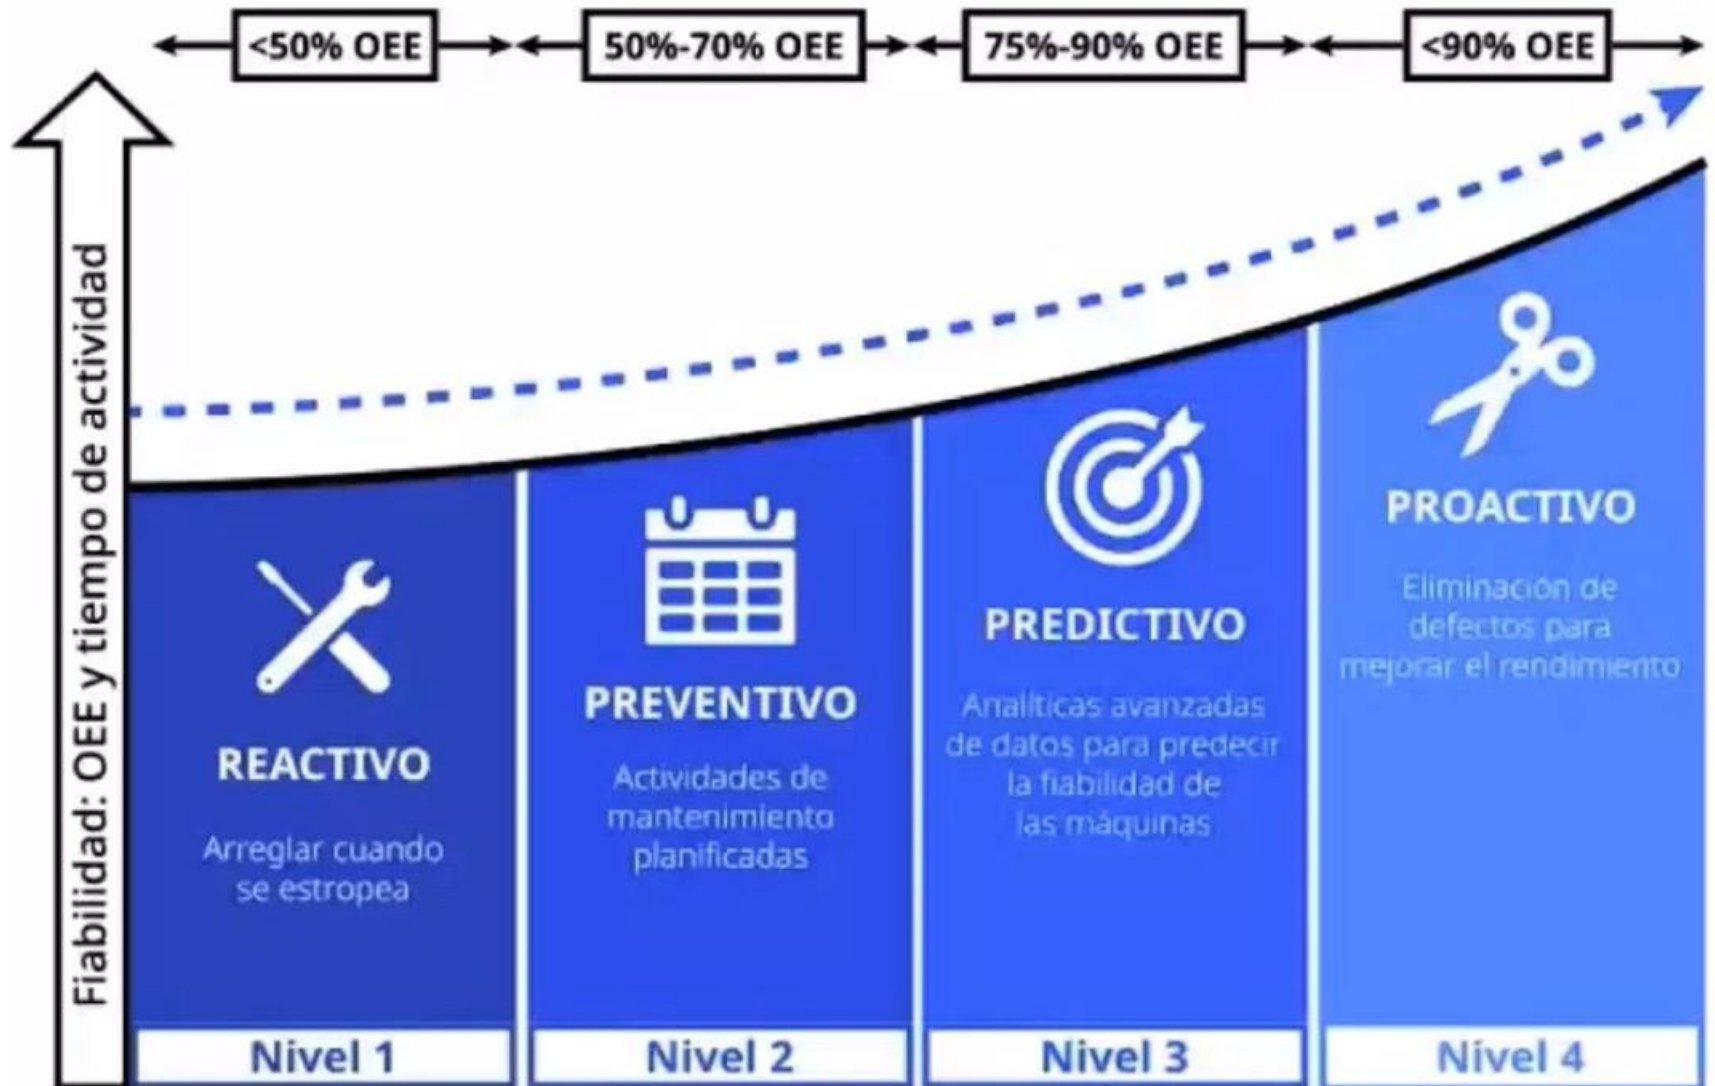 <50% OEE
50%-70% OEE
75%-90% OEE
<90% OEE
Fiabilidad: OEE y tiempo de actividad
REACTIVO
Arreglar cuando
se estropea
Nivel 1
PREVENTIVO
Actividades de
mantenimiento
planificadas
Nivel 2
PREDICTIVO
Analíticas avanzadas
de datos para predecir
la fiabilidad de
las máquinas
Nivel 3
PROACTIVO
Eliminación de
defectos para
mejorar el rendimiento
Nivel 4